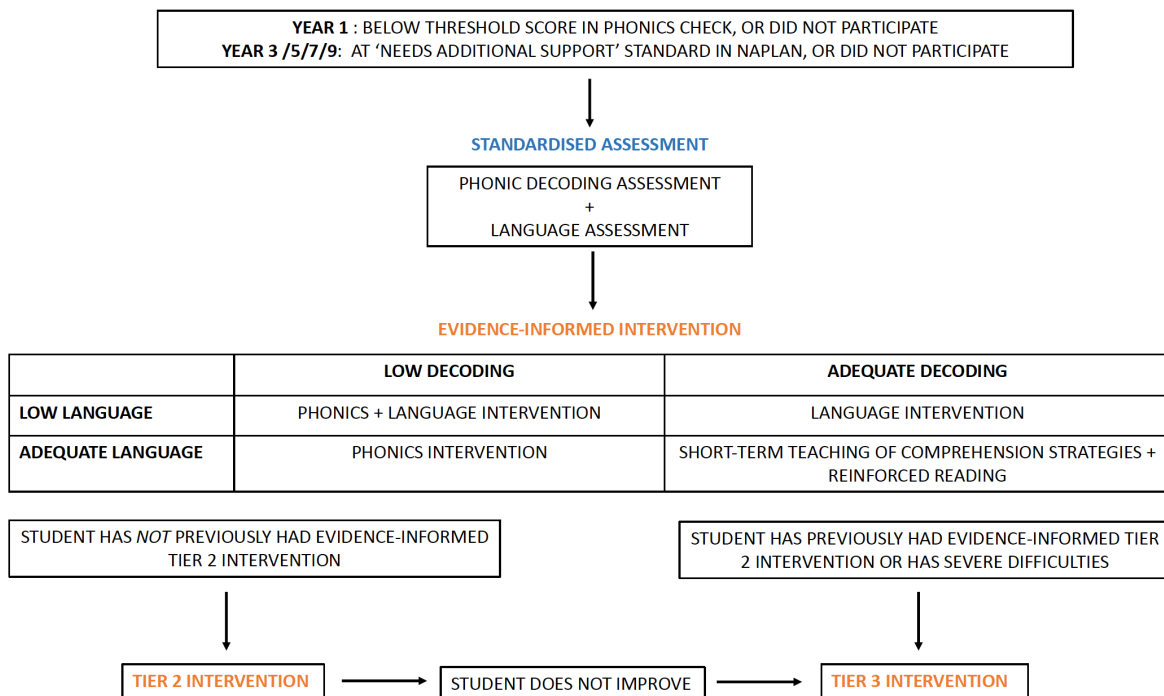 YEAR 1 : BELOW THRESHOLD SCORE IN PHONICS CHECK, OR DID NOT PARTICIPATE
YEAR 3 /5/7/9: AT ‘NEEDS ADDITIONAL SUPPORT’ STANDARD IN NAPLAN, OR DID NOT PARTICIPATE
STANDARDISED ASSESSMENT
PHONIC DECODING ASSESSMENT
+
LANGUAGE ASSESSMENT
EVIDENCE-INFORMED INTERVENTION
LOW DECODING
ADEQUATE DECODING
LOW LANGUAGE
PHONICS + LANGUAGE INTERVENTION
LANGUAGE INTERVENTION
ADEQUATE LANGUAGE
PHONICS INTERVENTION
SHORT-TERM TEACHING OF COMPREHENSION STRATEGIES +
REINFORCED READING
STUDENT HAS NOT PREVIOUSLY HAD EVIDENCE-INFORMED
TIER 2 INTERVENTION
STUDENT HAS PREVIOUSLY HAD EVIDENCE-INFORMED TIER
2 INTERVENTION OR HAS SEVERE DIFFICULTIES
TIER 2 INTERVENTION
STUDENT DOES NOT IMPROVE
TIER 3 INTERVENTION